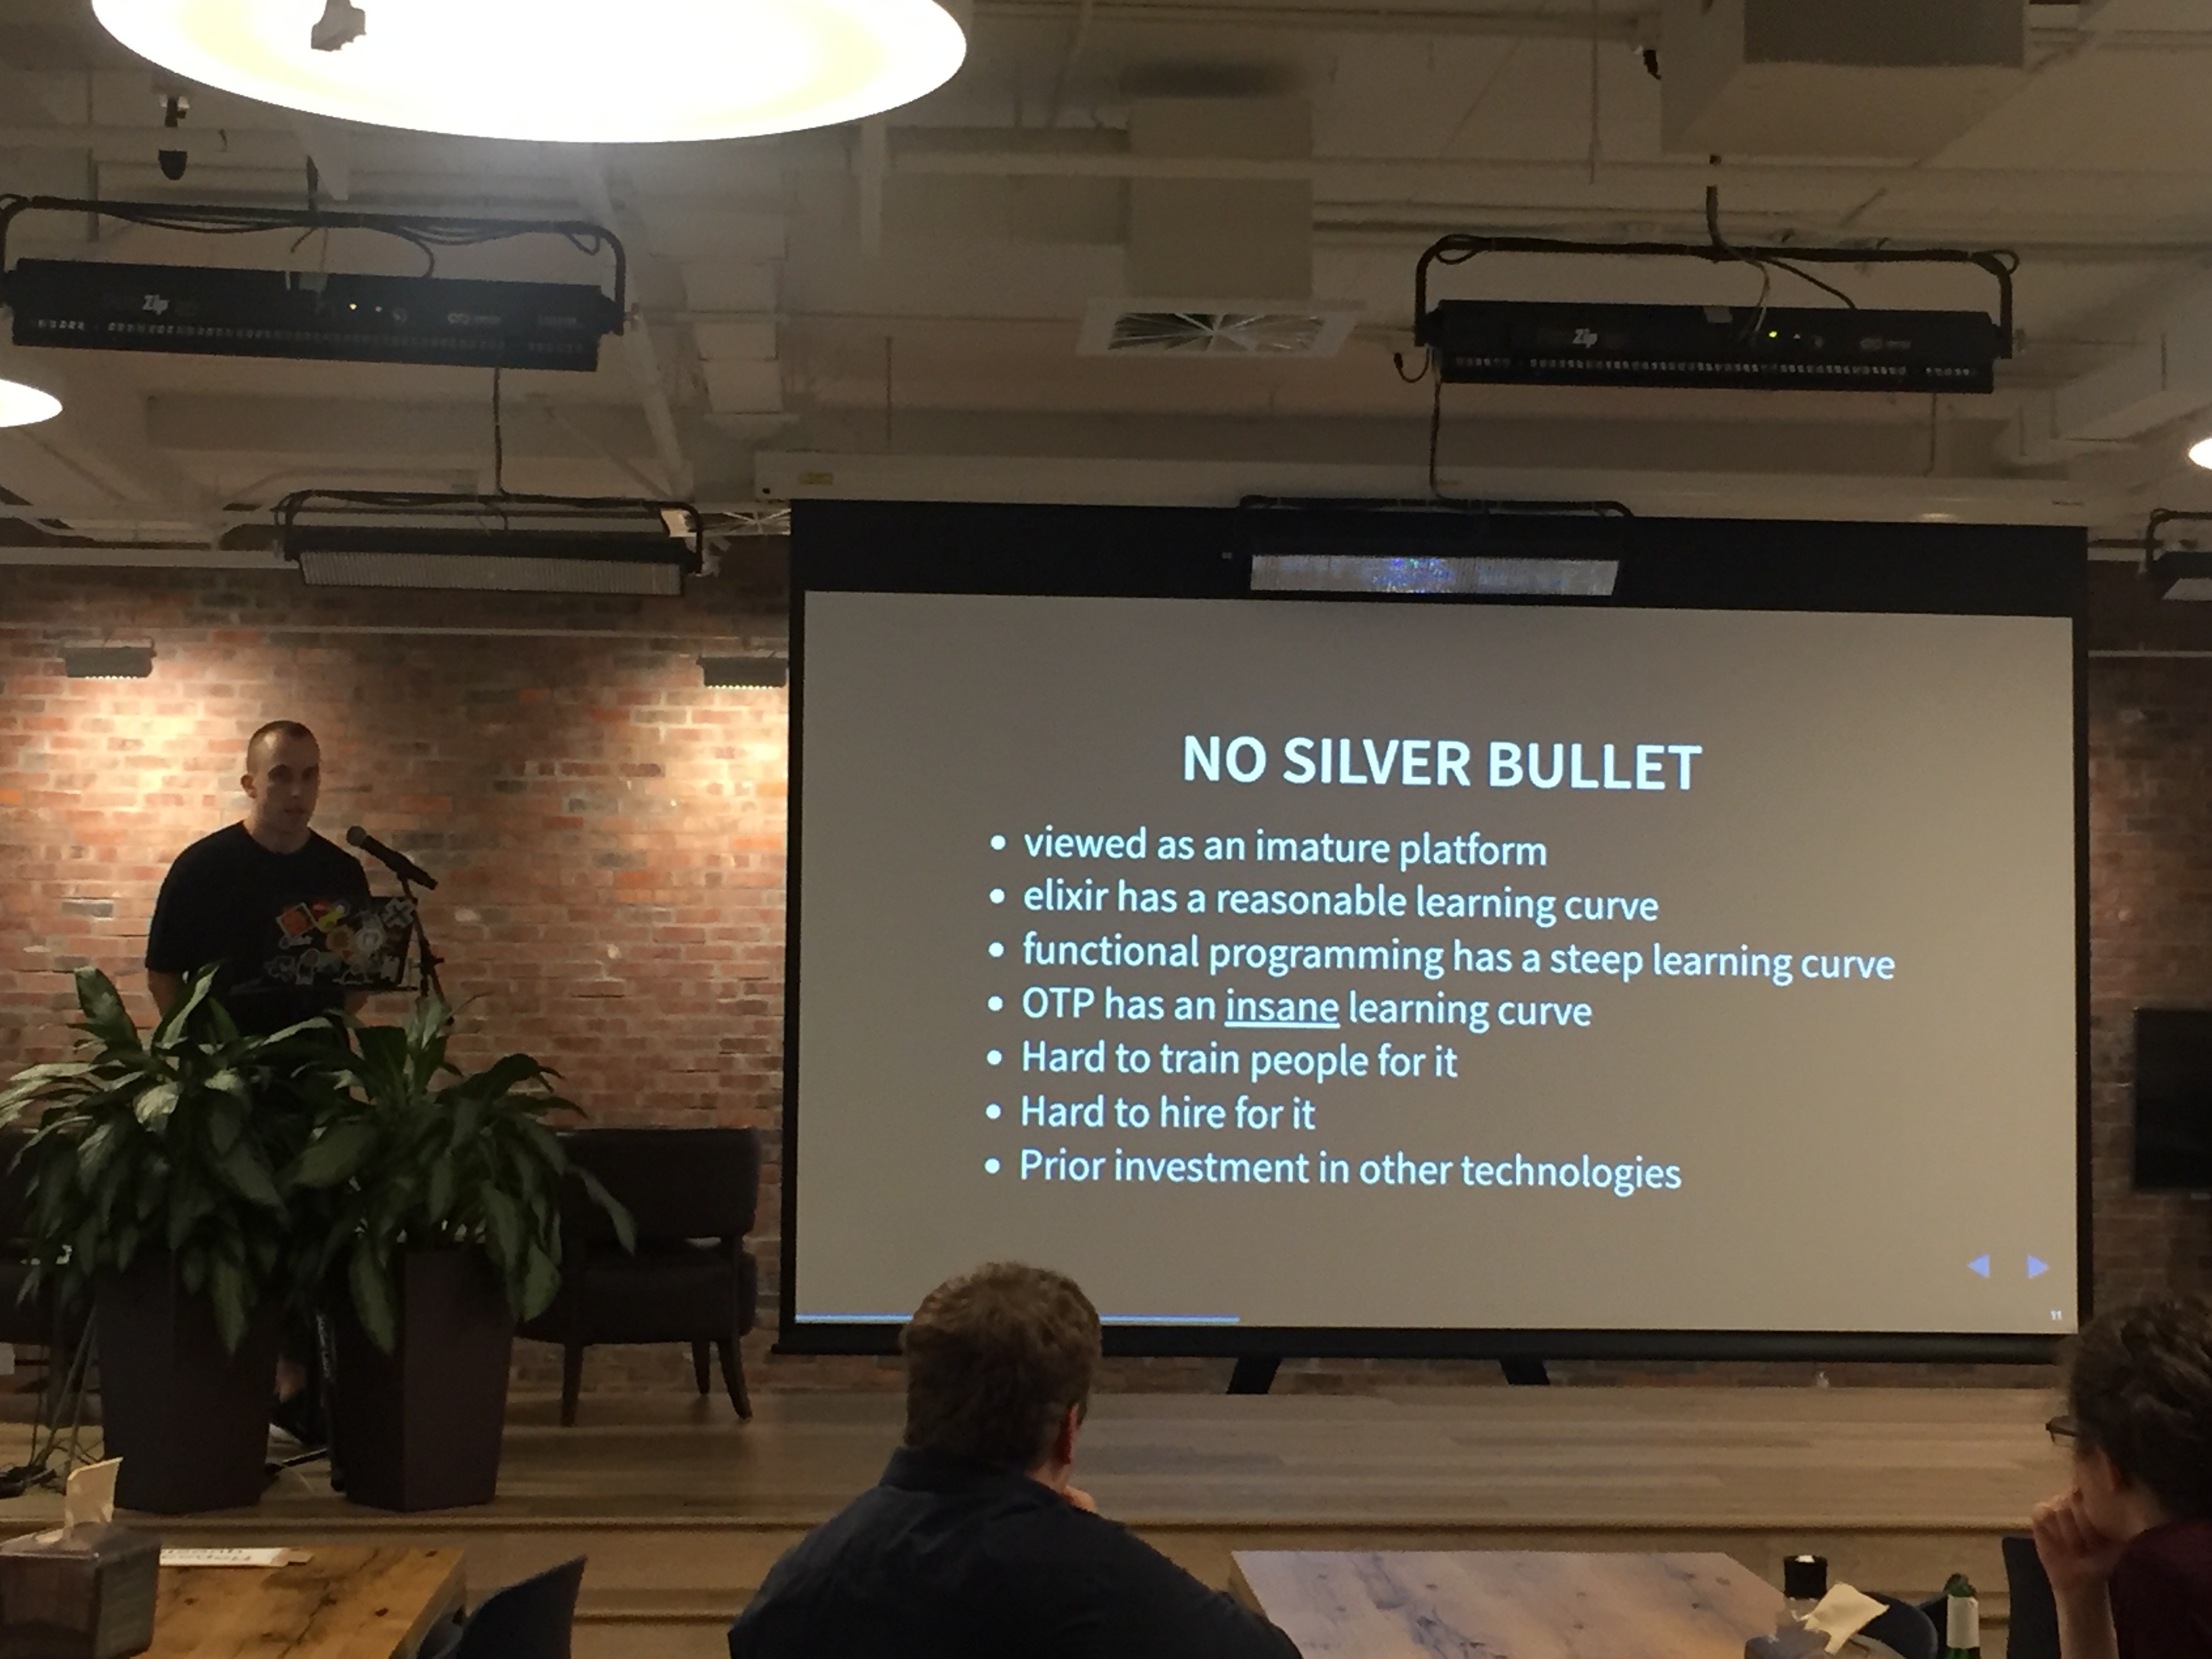 Zip
Zip
NO SILVER BULLET
• viewed as an imature platform
• elixir has a reasonable learning curve
• functional programming has a steep learning curve
• OTP has an insane learning curve
• Hard to train people for it
• Hard to hire for it
• Prior investment in other technologies
11